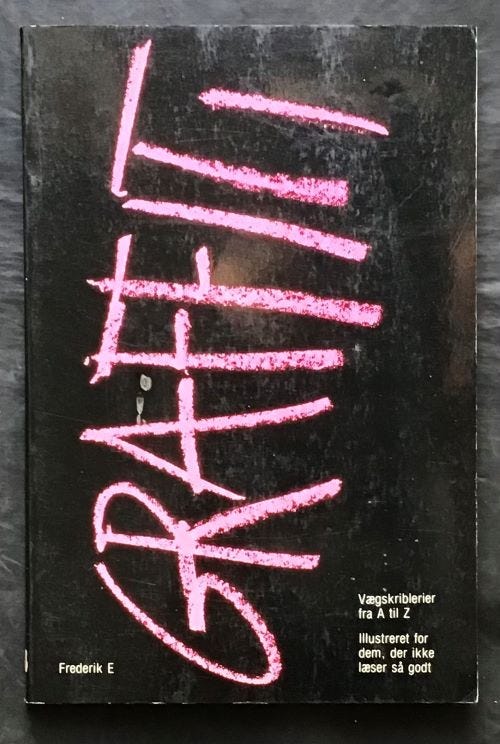 GRAFFITI
Vægskriblerier
fra A til Z
Illustreret for
dem, der ikke
læser så godt
Frederik E